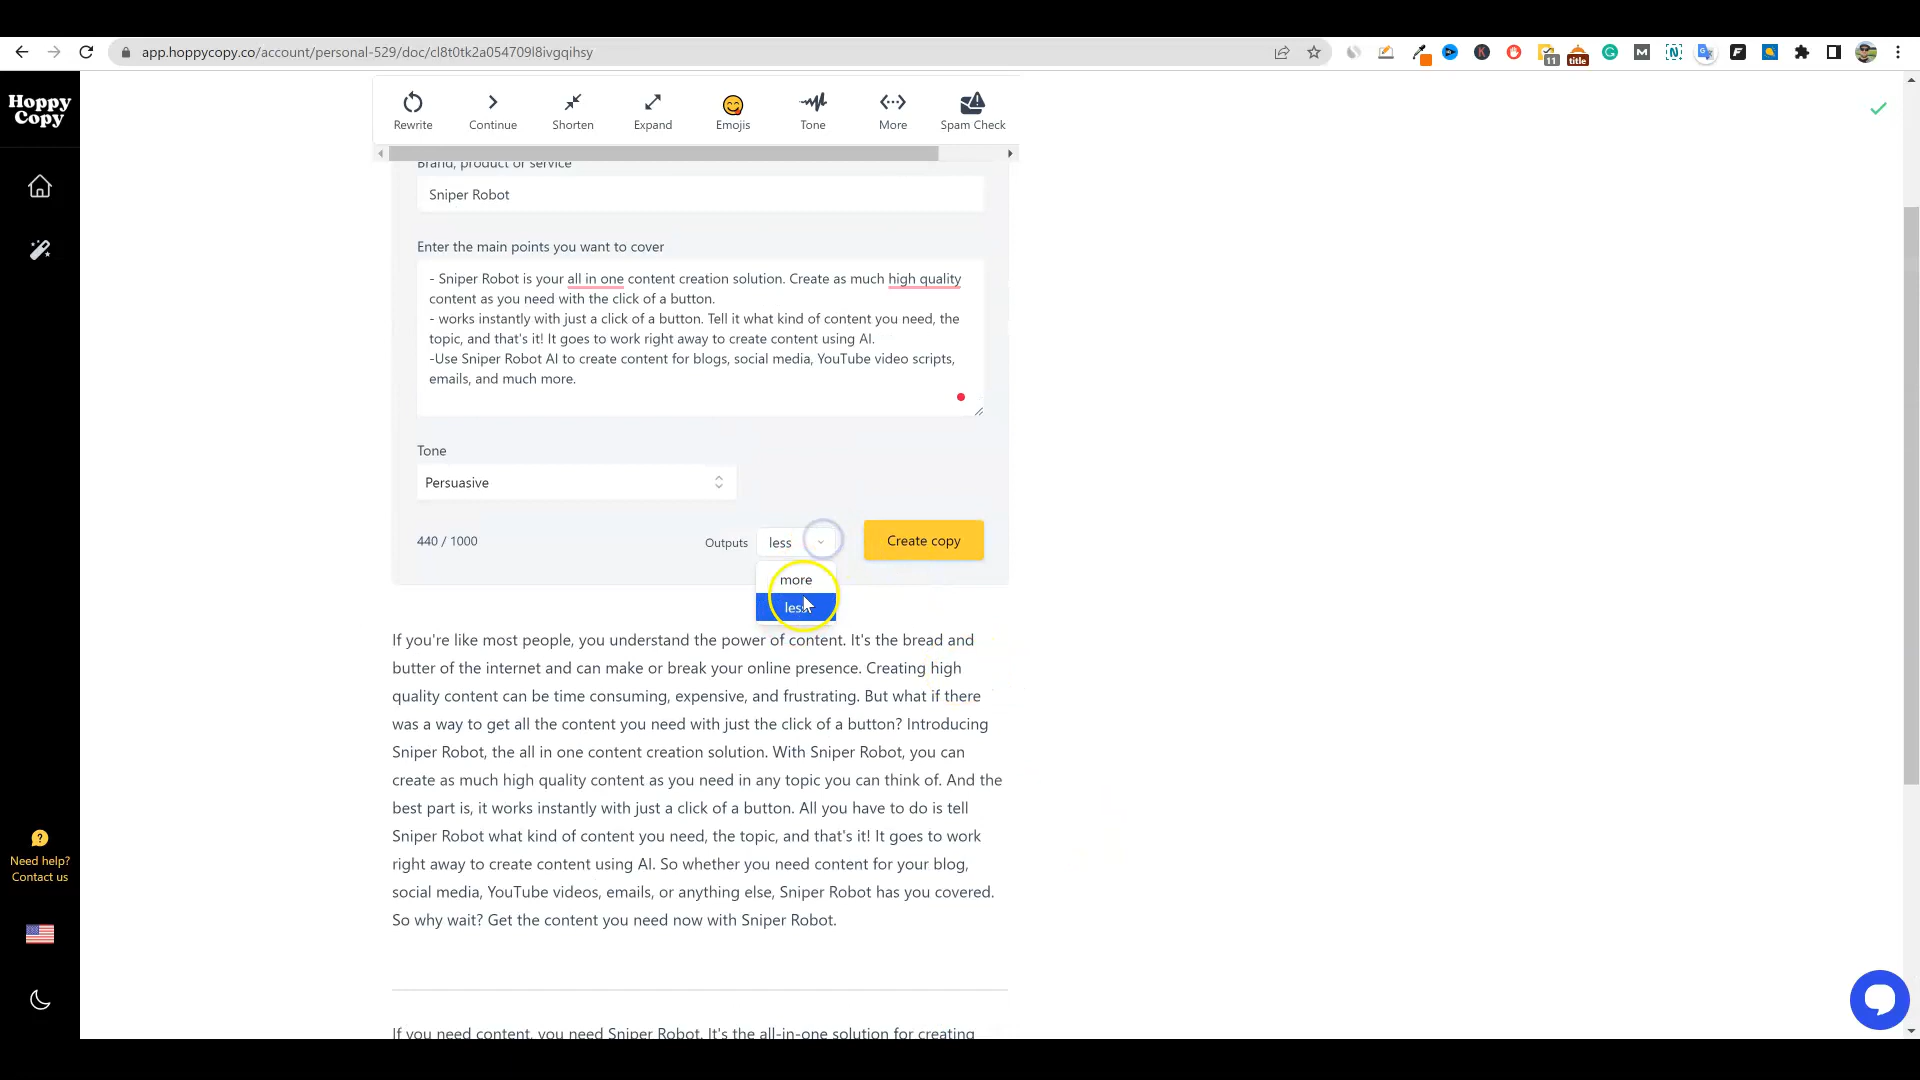 app.hoppycopy.co/account/personal-529/doc/cl8t0tk2a054709l8ivgqihsy
11
title
Hoppy
Copy
Rewrite
Continue
Shorten
Expand
Emojis
Tone
More
Spam Check
Brand, product or service
Sniper Robot
Enter the main points you want to cover
- Sniper Robot is your all in one content creation solution. Create as much high quality
content as you need with the click of a button.
- works instantly with just a click of a button. Tell it what kind of content you need, the
topic, and that's it! It goes to work right away to create content using AI.
-Use Sniper Robot AI to create content for blogs, social media, YouTube video scripts,
emails, and much more.
Tone
Persuasive
440 / 1000
Outputs
less
Create copy
more
less
If you're like most people, you understand the power of content. It's the bread and
butter of the internet and can make or break your online presence. Creating high
quality content can be time consuming, expensive, and frustrating. But what if there
was a way to get all the content you need with just the click of a button? Introducing
Sniper Robot, the all in one content creation solution. With Sniper Robot, you can
create as much high quality content as you need in any topic you can think of. And the
best part is, it works instantly with just a click of a button. All you have to do is tell
Sniper Robot what kind of content you need, the topic, and that's it! It goes to work
right away to create content using AI. So whether you need content for your blog,
social media, YouTube videos, emails, or anything else, Sniper Robot has you covered.
So why wait? Get the content you need now with Sniper Robot.
If you need content, you need Sniper Robot. It's the all-in-one solution for creating
Need help?
Contact us